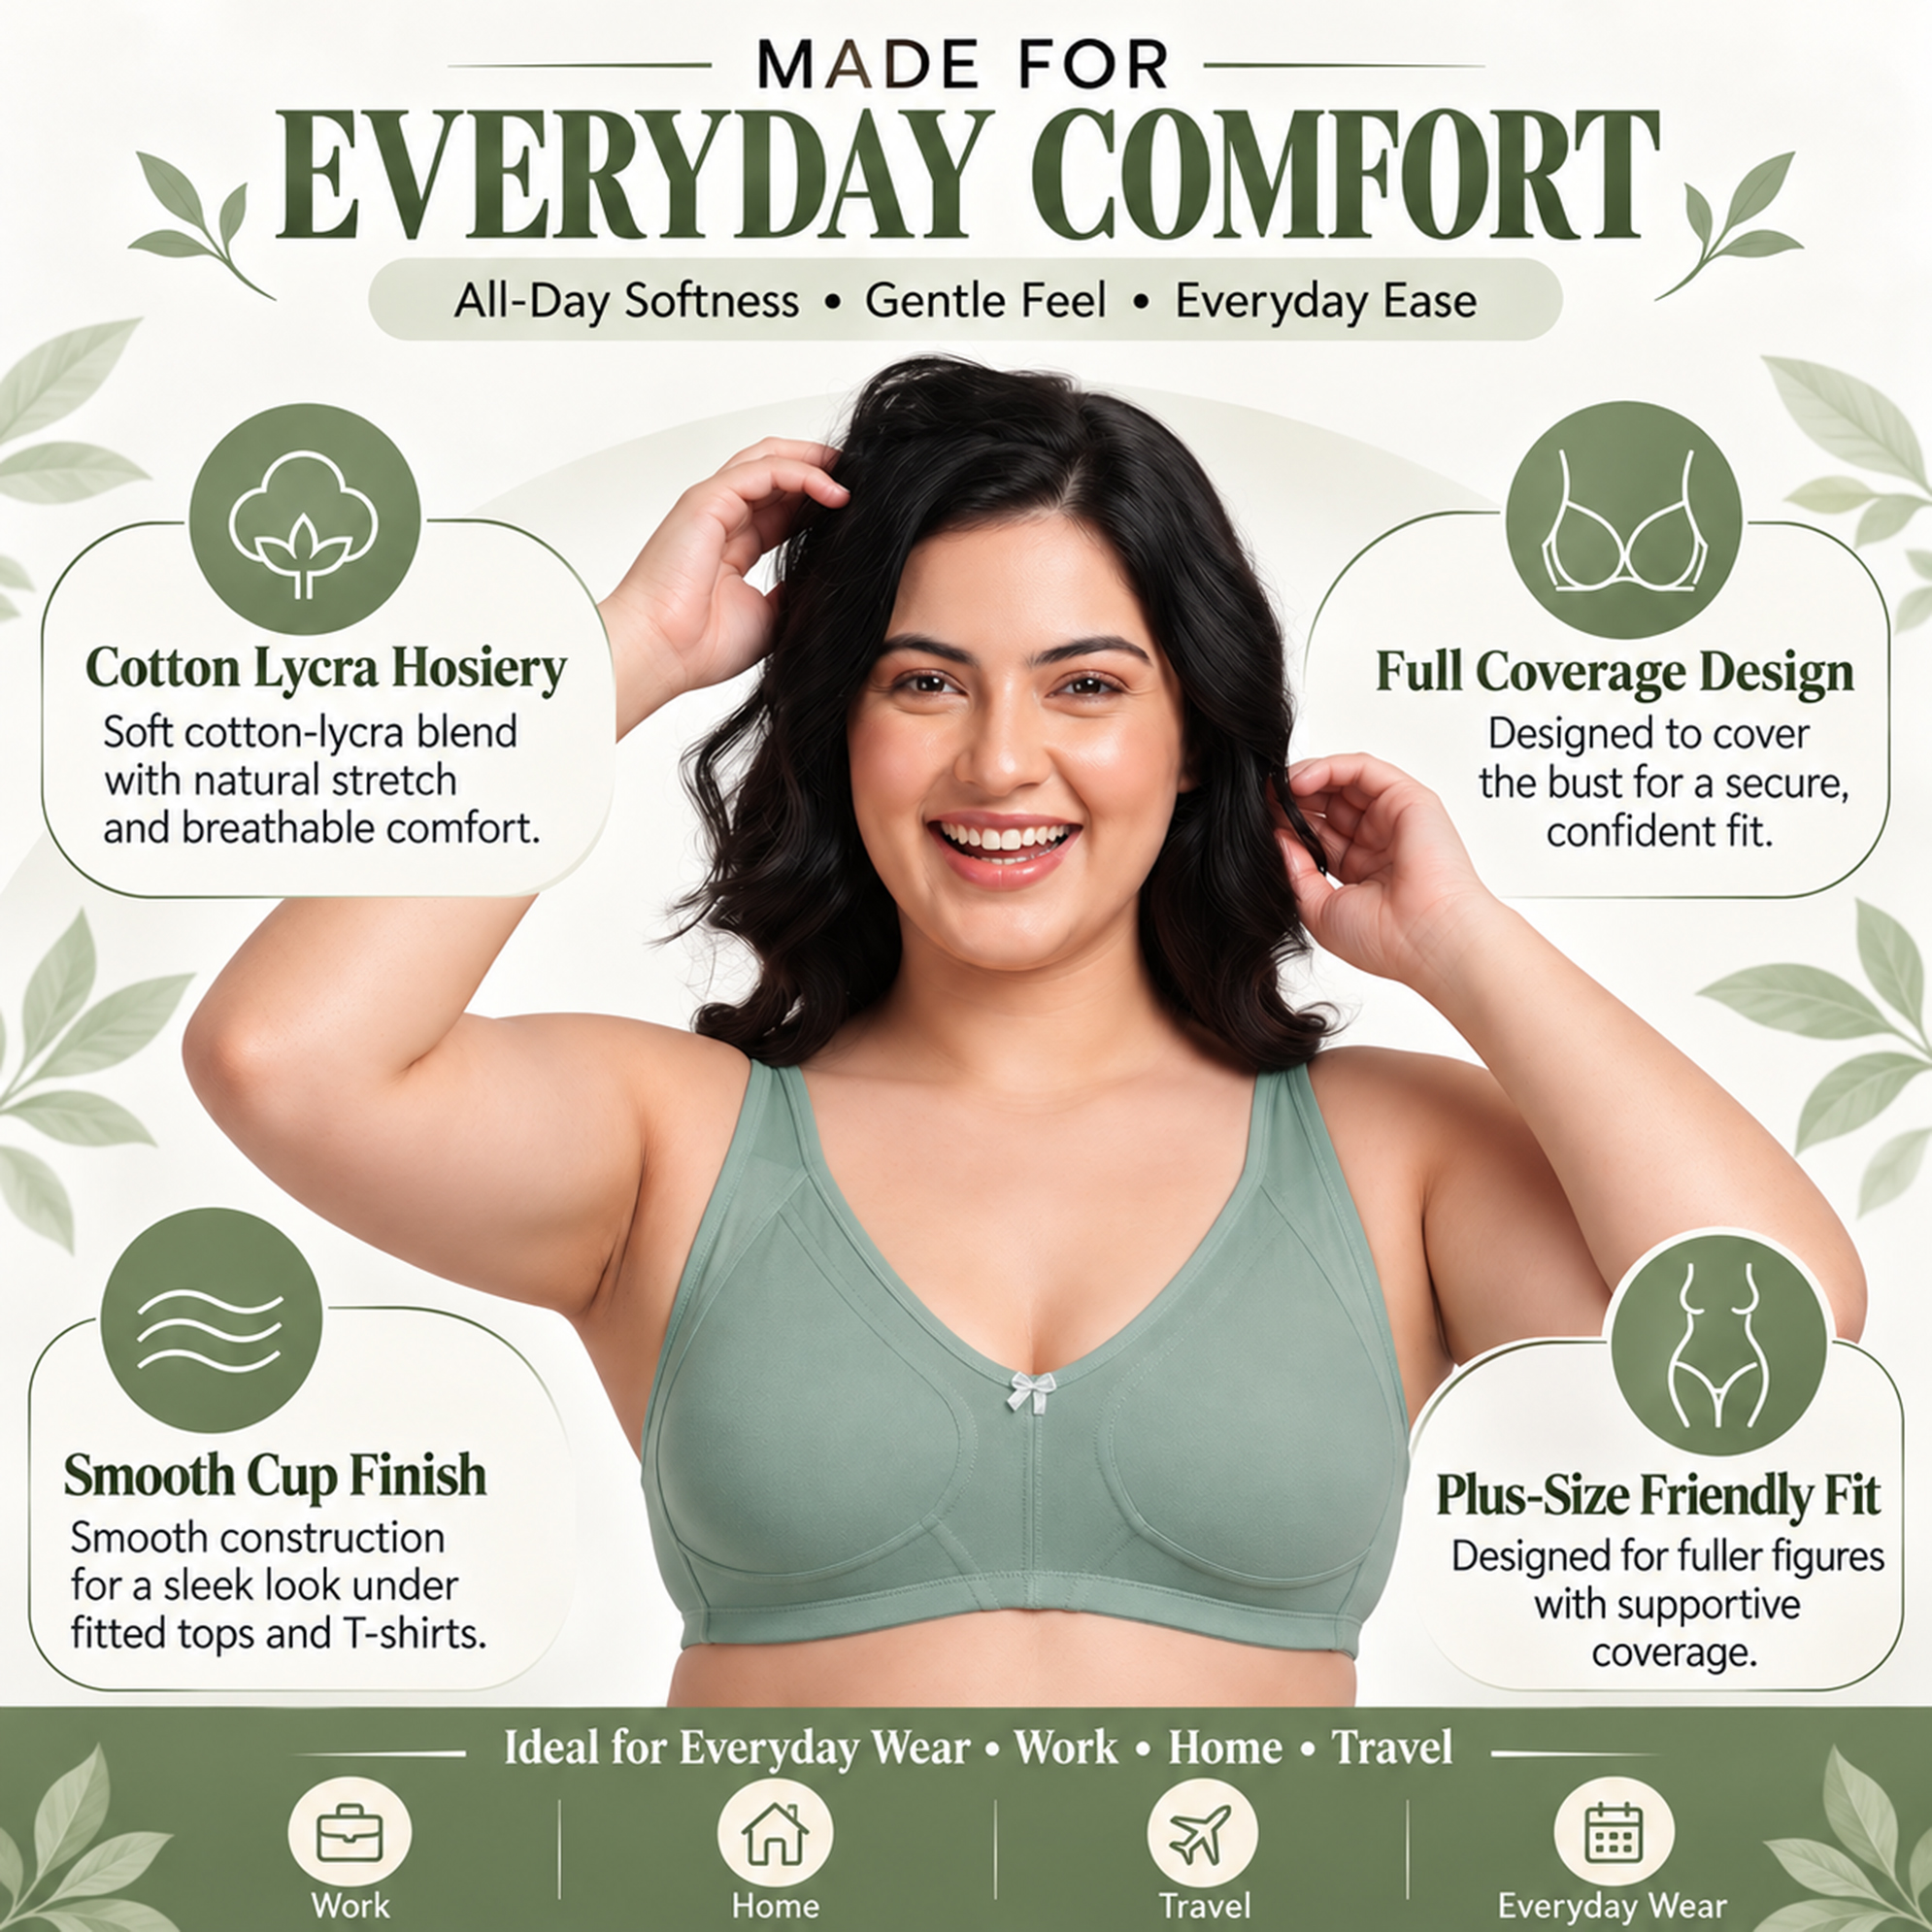 MADE FOR
EVERYDAY COMFORT
All-Day Softness • Gentle Feel • Everyday Ease
Cotton Lycra Hosiery
Soft cotton-lycra blend
with natural stretch
and breathable comfort.
Full Coverage Design
Designed to cover
the bust for a secure,
confident fit.
Smooth Cup Finish
Smooth construction
for a sleek look under
fitted tops and T-shirts.
Plus-Size Friendly Fit
Designed for fuller figures
with supportive
coverage.
Ideal for Everyday Wear • Work • Home • Travel
Work
Home
Travel
Everyday Wear